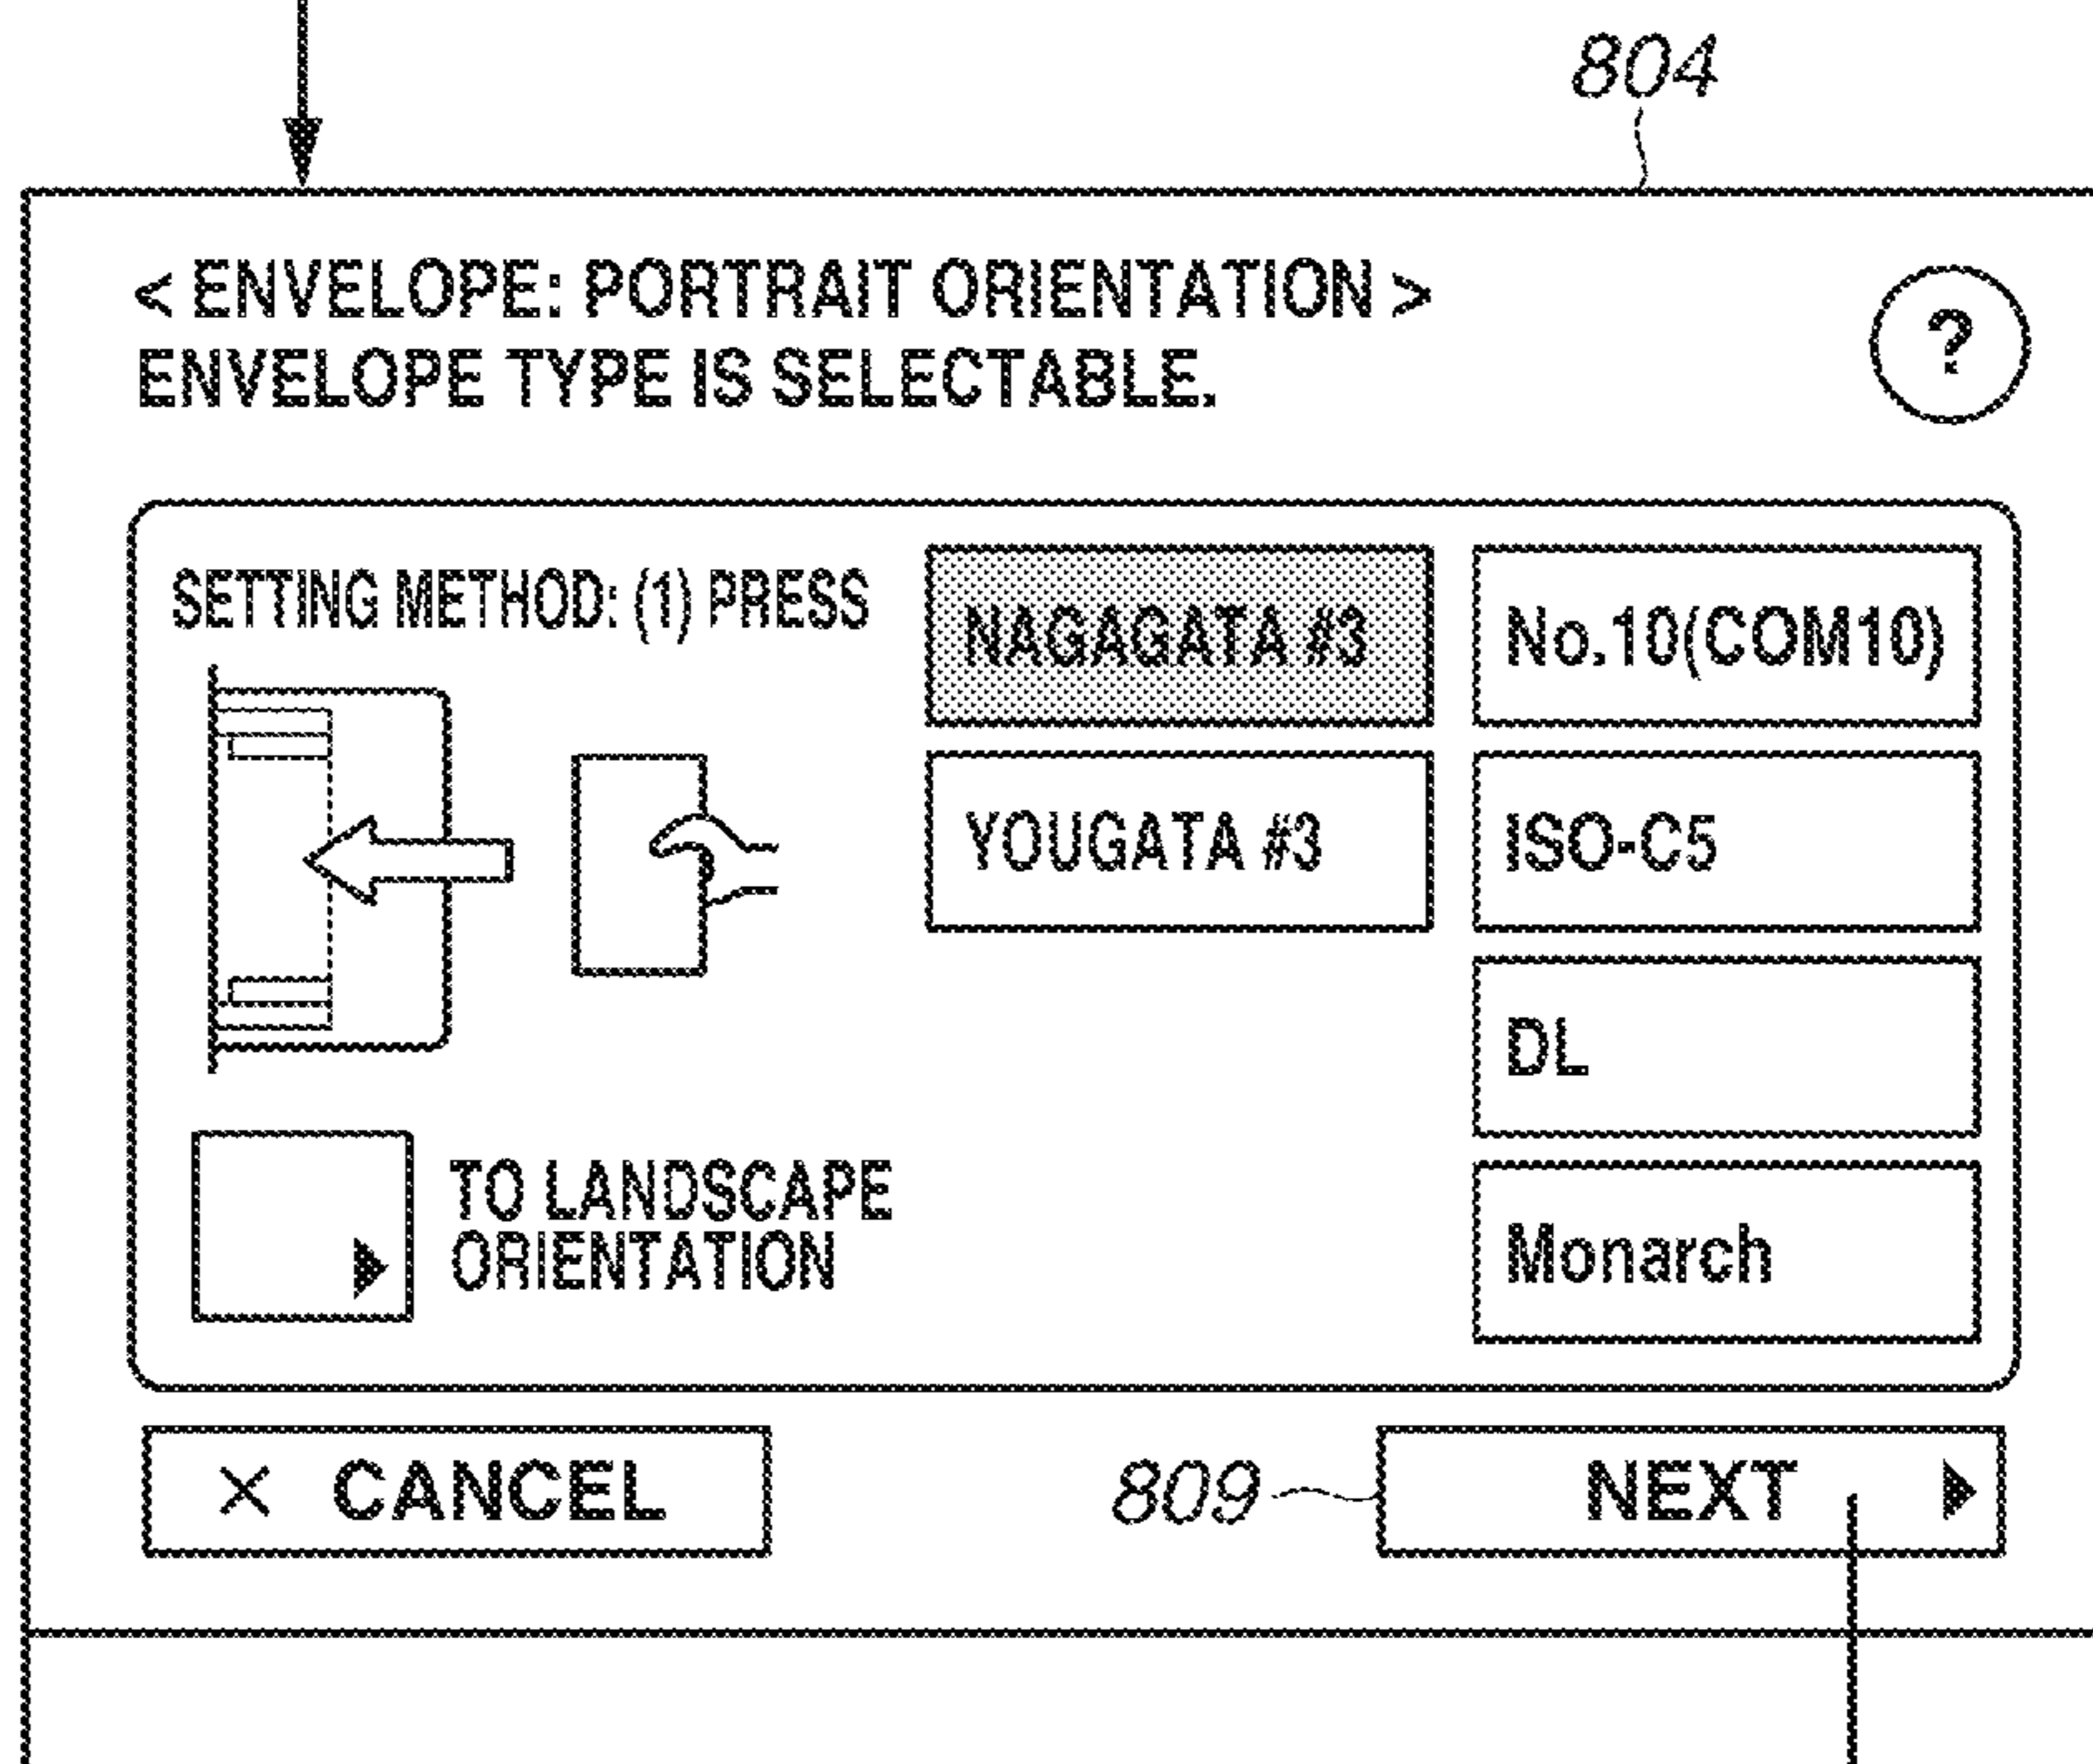 804
< ENVELOPE: PORTRAIT ORIENTATION >
ENVELOPE TYPE IS SELECTABLE.
?
SETTING METHOD: (1) PRESS
NAGAGATA #3
No.10(COM10)
YOUGATA #3
ISO-C5
DL
TO LANDSCAPE
ORIENTATION
Monarch
× CANCEL
809
NEXT